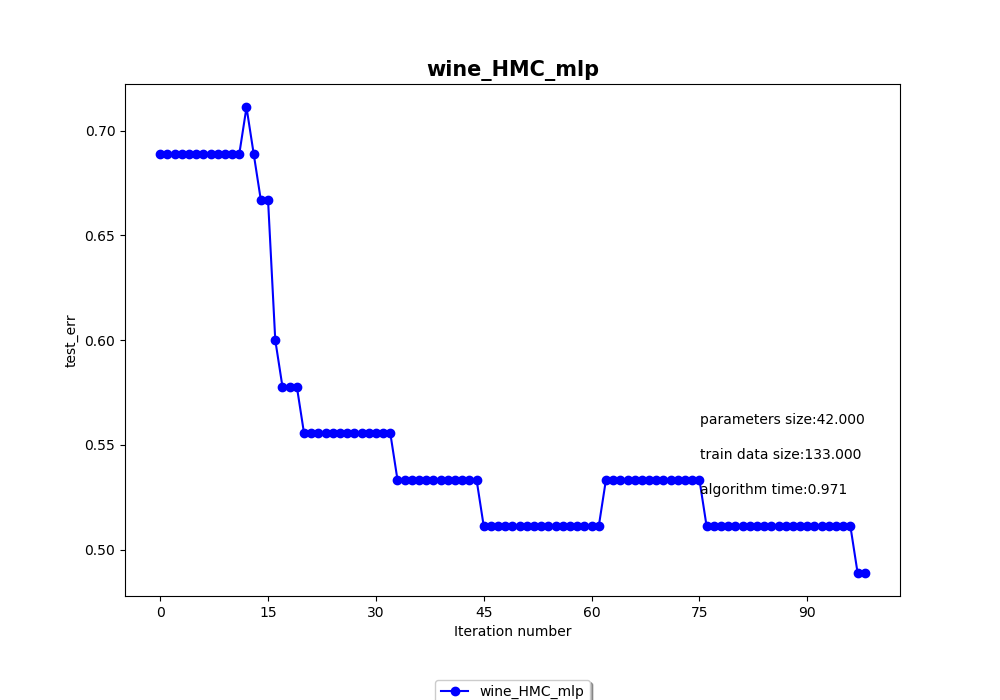 wine_HMC_mlp
0.70
0.65
0.60
0.55
0.50
test_err
parameters size:42.000
train data size:133.000
algorithm time:0.971
0 15 30 45 60 75 90
Iteration number
wine_HMC_mlp